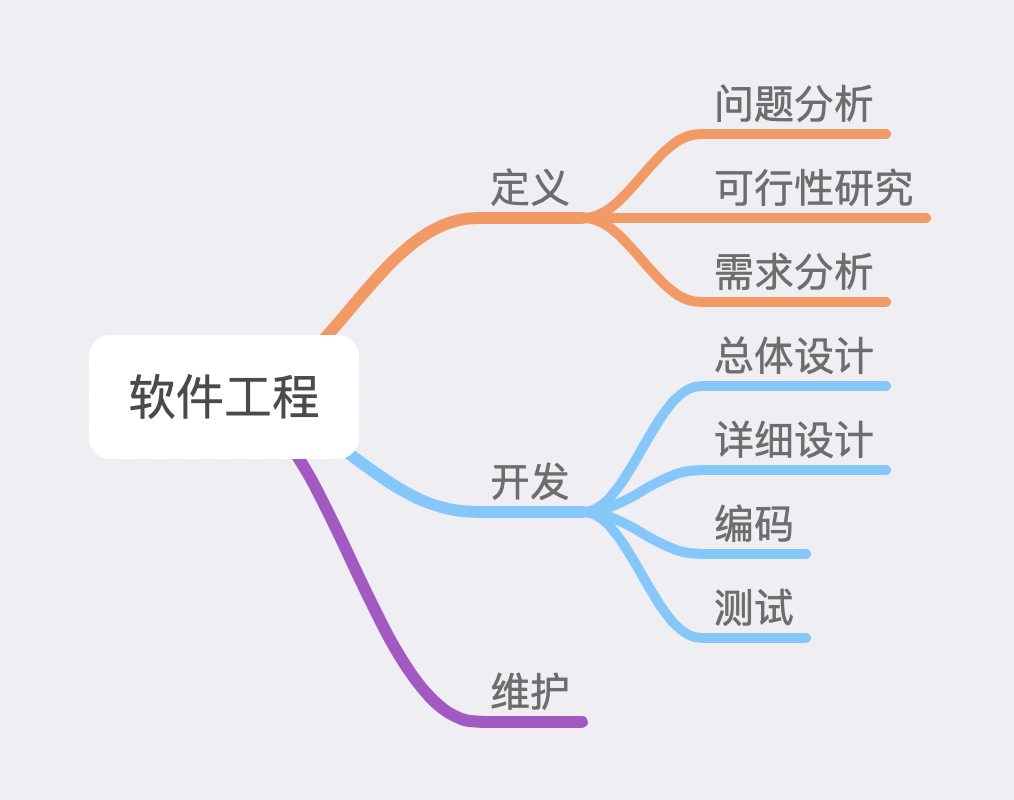 软件工程
定义
问题分析
可行性研究
需求分析
开发
总体设计
详细设计
编码
测试
维护